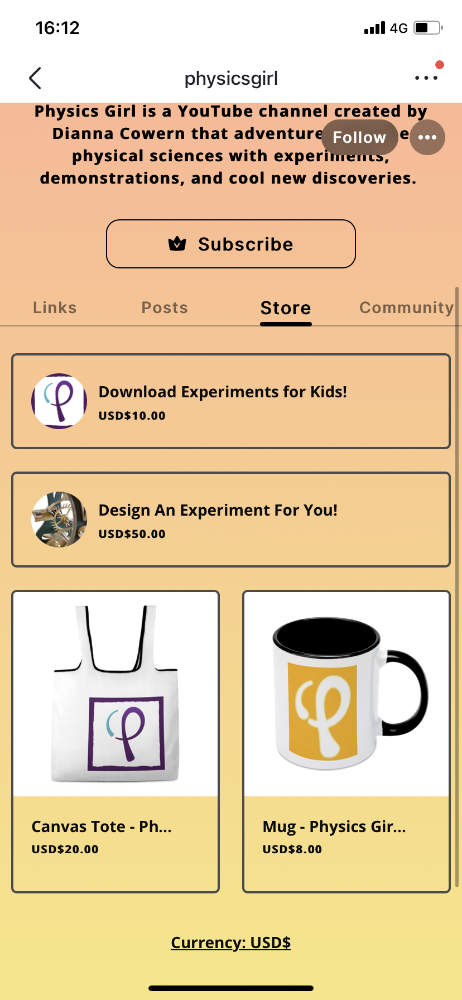 16:12
4G
physicsgirl
Physics Girl is a YouTube channel created by
Dianna Cowern that
Follow
physical sciences with experiments,
demonstrations, and cool new discoveries.
Subscribe
Links Posts Store Community
Download Experiments for Kids!
USD$10.00
Design An Experiment For You!
USD$50.00
Canvas Tote - Ph...
USD$20.00
Mug - Physics Gir...
USD$8.00
Currency: USD$